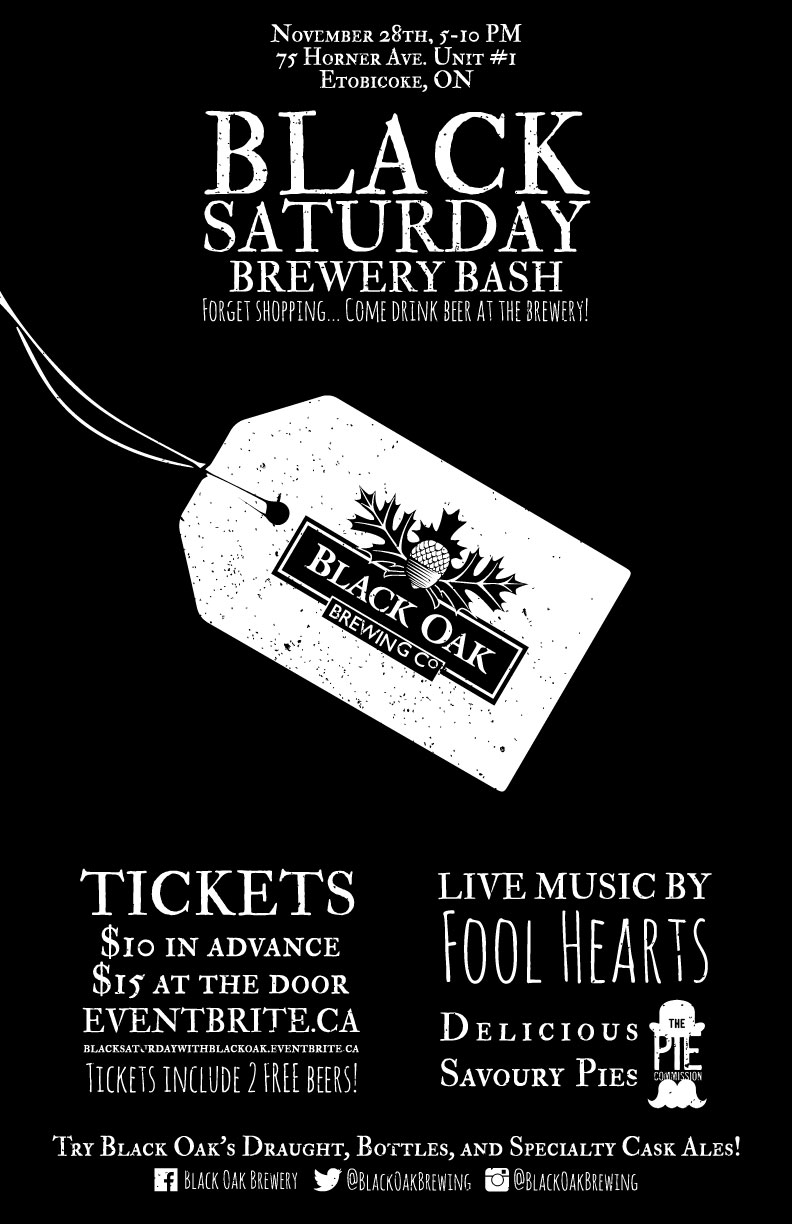 November 28th, 5-10 PM
75 Horner Ave. Unit #1
Etobicoke, ON
BLACK
SATURDAY
BREWERY BASH
Forget shopping... Come drink beer at the brewery!
BLACK OAK
BREWING CO
TICKETS
$10 in advance
$15 at the door
EVENTBRITE.CA
blacksaturdaywithblackoak.eventbrite.ca
Tickets include 2 FREE beers!
LIVE MUSIC BY
Fool Hearts
Delicious
Savoury Pies
THE
PIE
COMMISSION
Try Black Oak's Draught, Bottles, and Specialty Cask Ales!
Black Oak Brewery @BlackOakBrewing @BlackOakBrewing